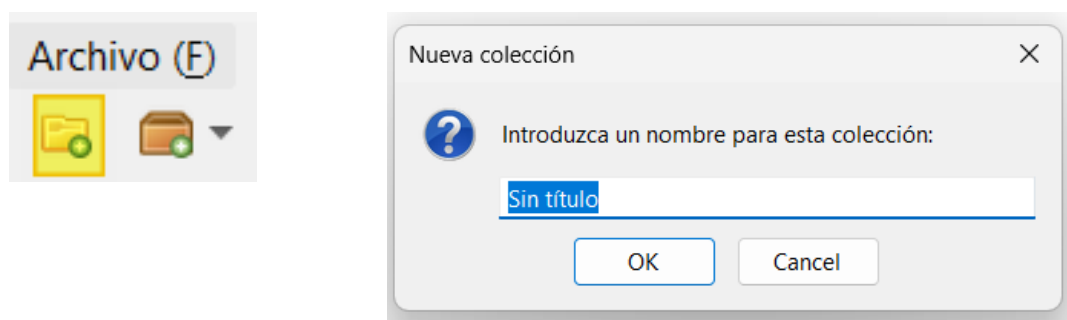 Archivo (F)
Nueva colección
Introduzca un nombre para esta colección:
Sin título
OK
Cancel